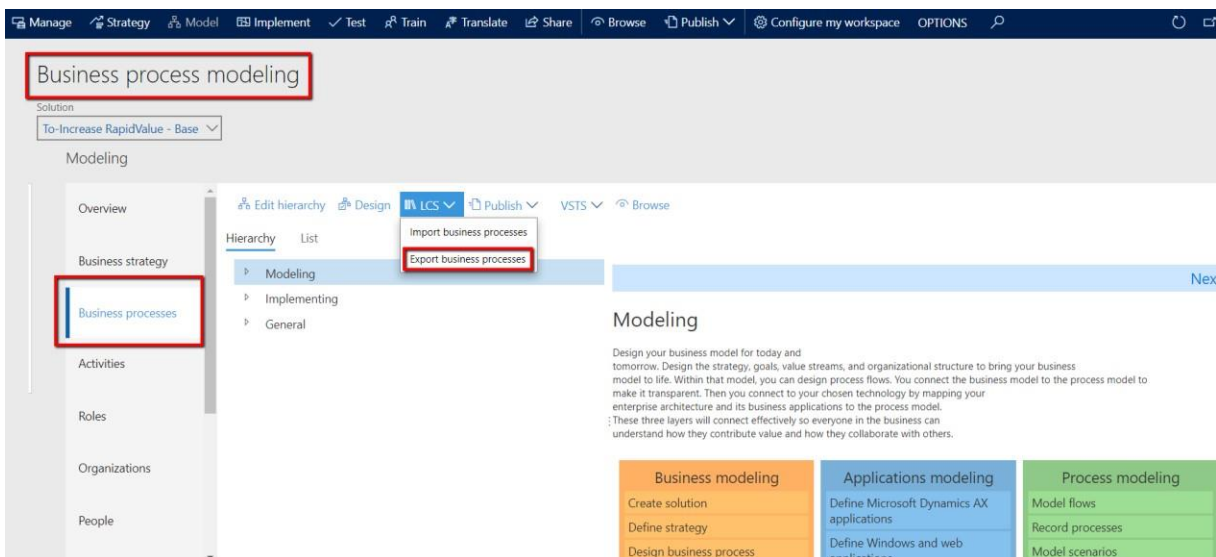 Manage Strategy Model Implement Test Train Translate Share Browse Publish Configure my workspace OPTIONS
Business process modeling
Solution
To-Increase RapidValue - Base
Modeling
Overview
Business strategy
Business processes
Activities
Roles
Organizations
People
Edit hierarchy Design LCS Publish VSTS Browse
Import business processes
Export business processes
Hierarchy List
Modeling
Implementing
General
Modeling
Design your business model for today and
tomorrow. Design the strategy, goals, value streams, and organizational structure to bring your business
model to life. Within that model, you can design process flows. You connect the business model to the process model to
make it transparent. Then you connect to your chosen technology by mapping your
enterprise architecture and its business applications to the process model.
These three layers will connect effectively so everyone in the business can
understand how they contribute value and how they collaborate with others.
Business modeling
Create solution
Define strategy
Design business process
Applications modeling
Define Microsoft Dynamics AX
applications
Define Windows and web
Process modeling
Model flows
Record processes
Model scenarios